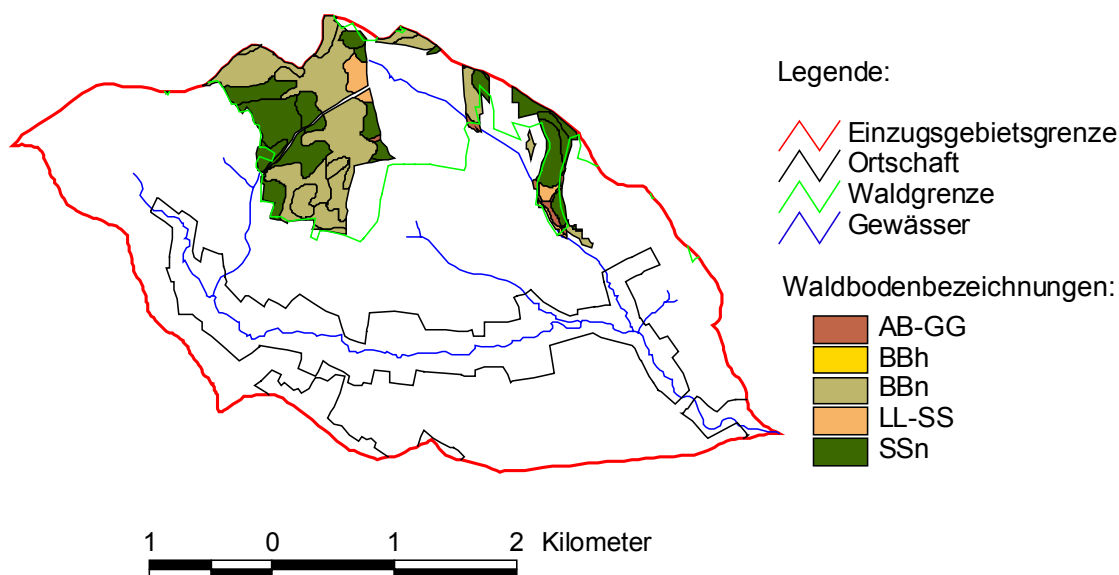 Legende:
Einzugsgebietsgrenze
Ortschaft
Waldgrenze
Gewässer
Waldbodenbezeichnungen:
AB-GG
BBh
BBn
LL-SS
SSn
1 0 1 2 Kilometer